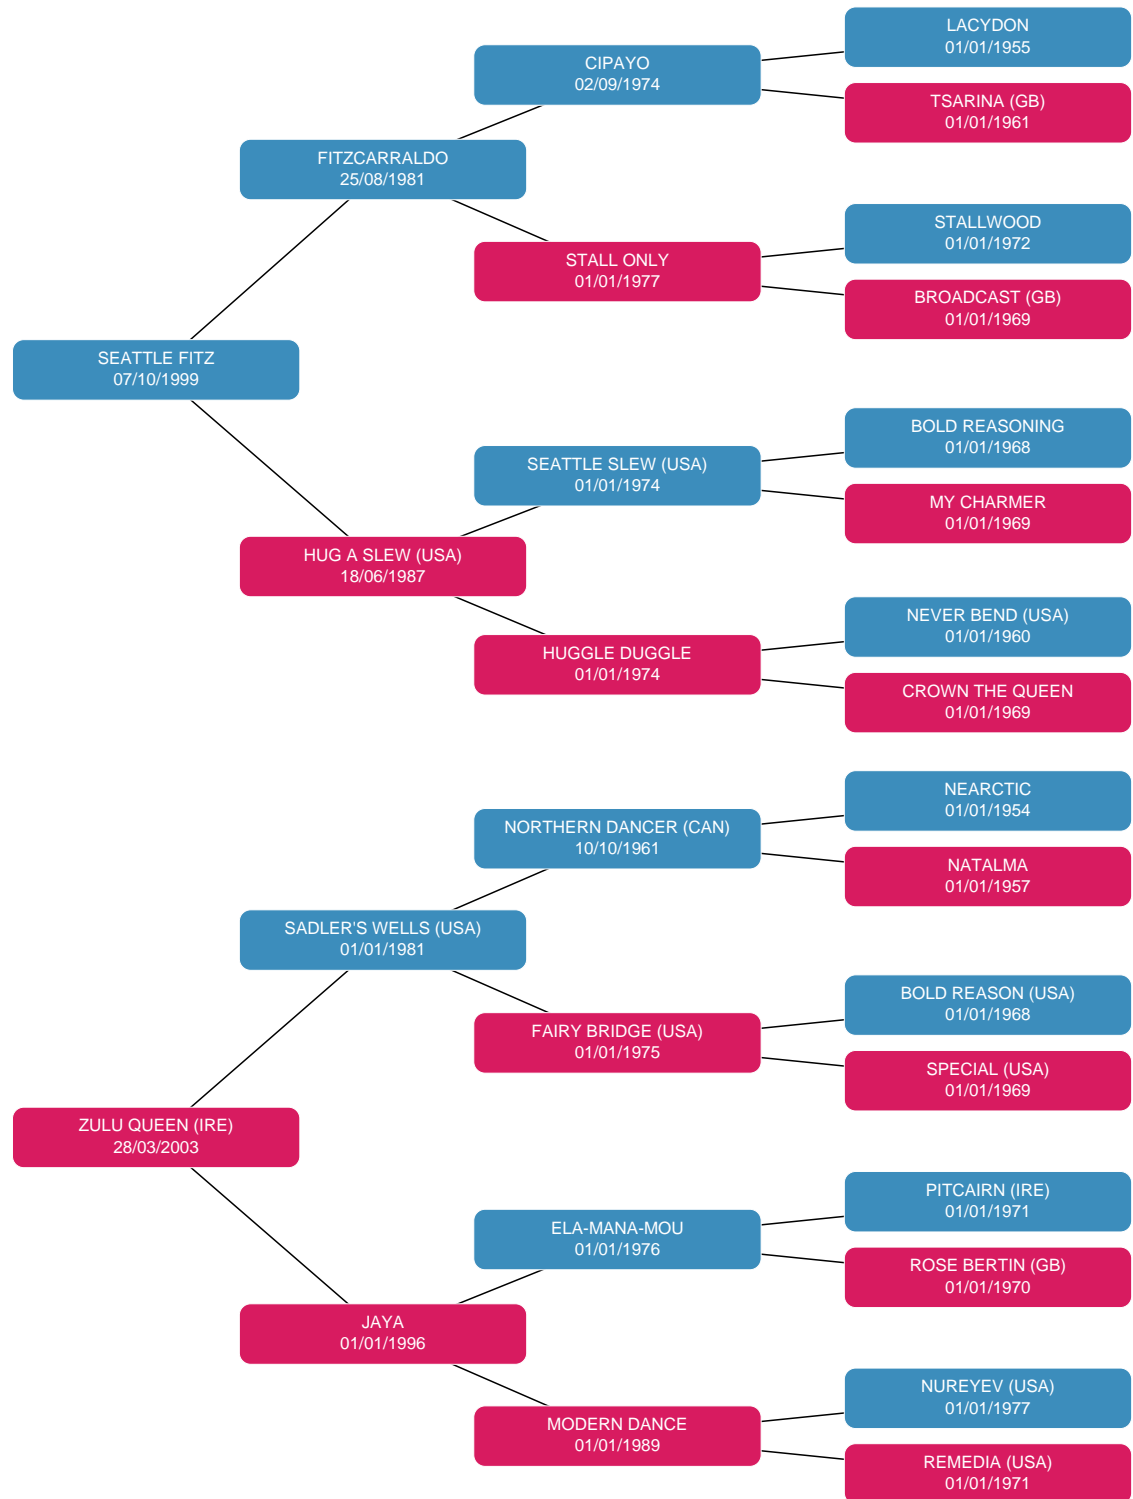 LACYDON
01/01/1955
CIPAYO
02/09/1974
TSARINA (GB)
01/01/1961
FITZCARRALDO
25/08/1981
STALLWOOD
01/01/1972
STALL ONLY
01/01/1977
BROADCAST (GB)
01/01/1969
SEATTLE FITZ
07/10/1999
BOLD REASONING
01/01/1968
SEATTLE SLEW (USA)
01/01/1974
MY CHARMER
01/01/1969
HUG A SLEW (USA)
18/06/1987
NEVER BEND (USA)
01/01/1960
HUGGLE DUGGLE
01/01/1974
CROWN THE QUEEN
01/01/1969
NEARCTIC
01/01/1954
NORTHERN DANCER (CAN)
10/10/1961
NATALMA
01/01/1957
SADLER'S WELLS (USA)
01/01/1981
BOLD REASON (USA)
01/01/1968
FAIRY BRIDGE (USA)
01/01/1975
SPECIAL (USA)
01/01/1969
ZULU QUEEN (IRE)
28/03/2003
PITCAIRN (IRE)
01/01/1971
ELA-MANA-MOU
01/01/1976
ROSE BERTIN (GB)
01/01/1970
JAYA
01/01/1996
NUREYEV (USA)
01/01/1977
MODERN DANCE
01/01/1989
REMEDIA (USA)
01/01/1971